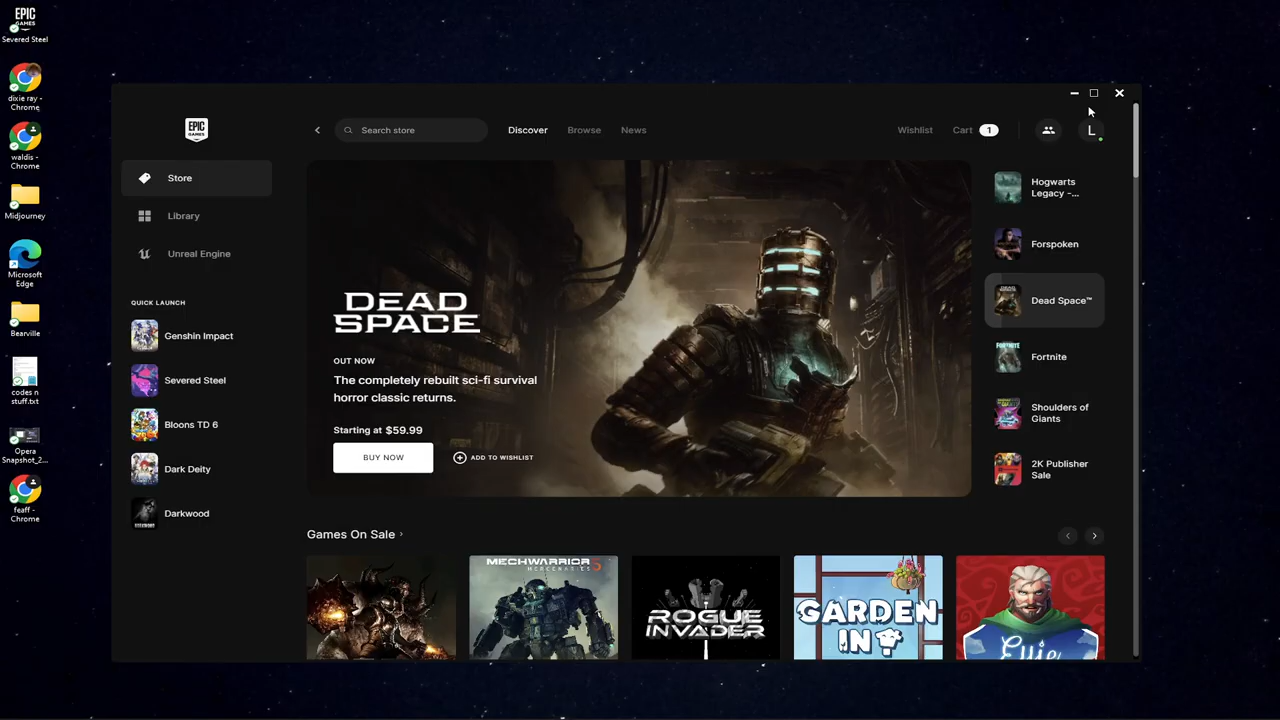 EPIC
GAMES
Severed Steel
dixie ray -
Chrome
waldis -
Chrome
Midjourney
Microsoft
Edge
Bearville
codes n
stuff.txt
Opera
Snapshot_2...
feaff -
Chrome
EPIC
GAMES
Store
Library
Unreal Engine
QUICK LAUNCH
Genshin Impact
Severed Steel
Bloons TD 6
Dark Deity
Darkwood
Search store
Discover
Browse
News
Wishlist
Cart
1
L
DEAD
SPACE
OUT NOW
The completely rebuilt sci-fi survival
horror classic returns.
Starting at $59.99
BUY NOW
ADD TO WISHLIST
Hogwarts
Legacy -...
Forspoken
Dead Space™
FORTNITE
Fortnite
Shoulders of
Giants
2K Publisher
Sale
Games On Sale
MECHWARRIOR 5
MERCENARIES
ROGUE
INVADER
GARDEN
IN
Evie